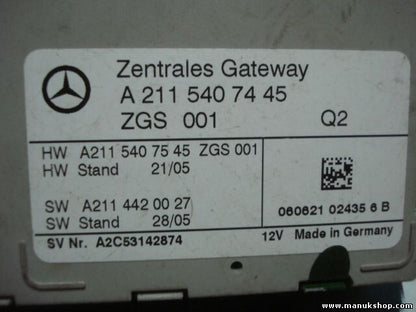 Zentrales Gateway
A 211 540 74 45
ZGS 001 Q2
HW A211 540 75 45 ZGS 001
HW Stand 21/05
SW A211 442 00 27
SW Stand 28/05
060621 02435 6 B
SV Nr. A2C53142874 12V Made in Germany
www.manukshop.com